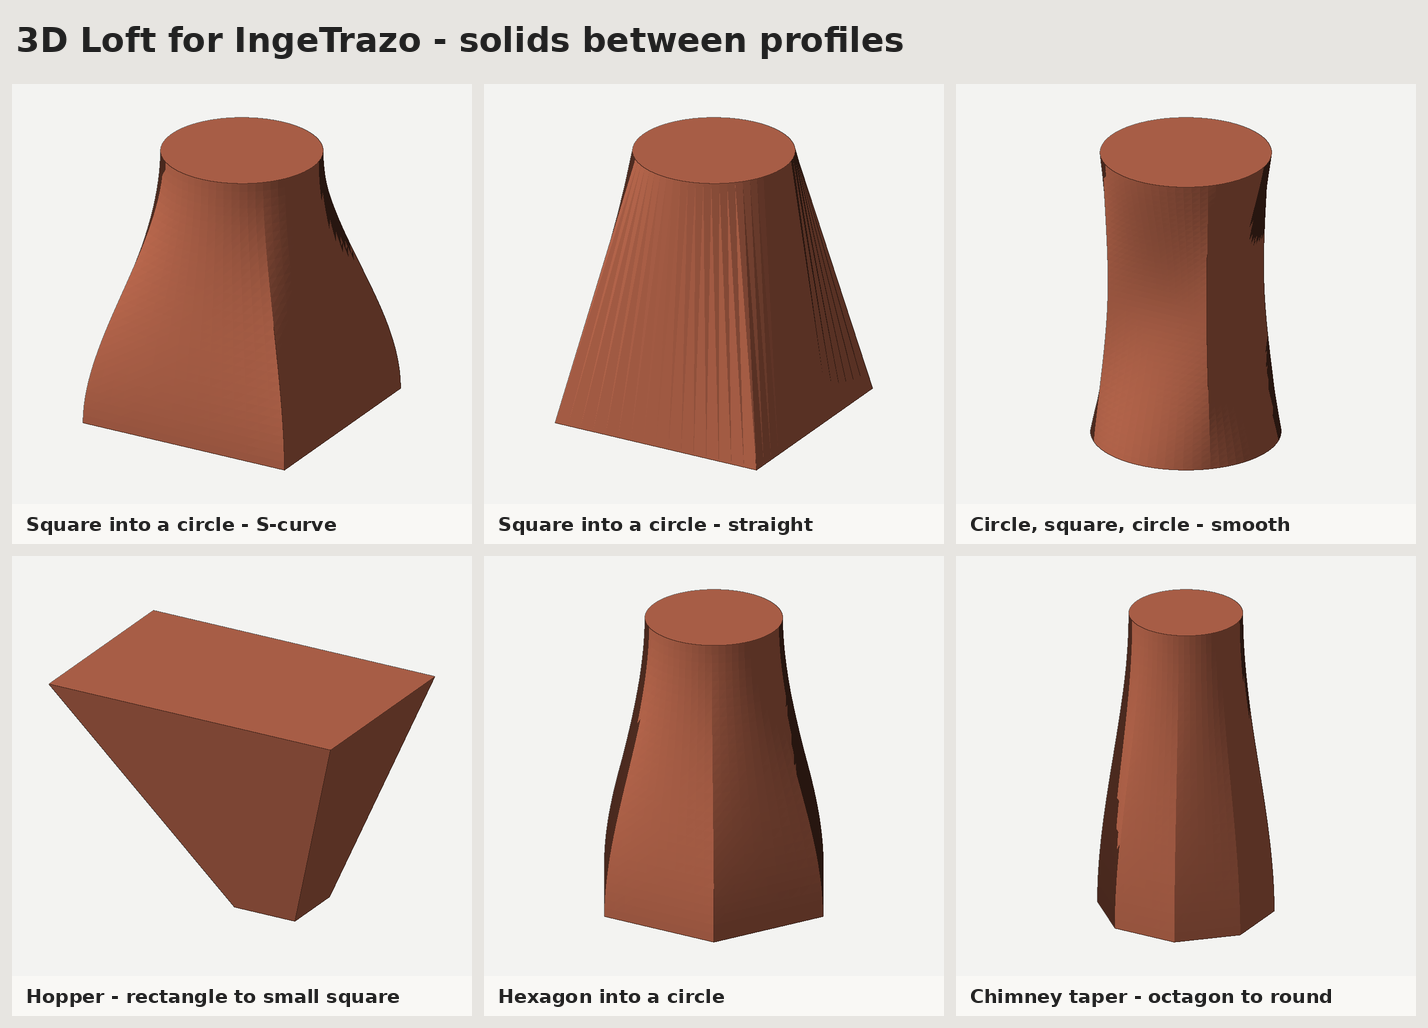 3D Loft for IngeTrazo - solids between profiles
Square into a circle - S-curve
Square into a circle - straight
Circle, square, circle - smooth
Hopper - rectangle to small square
Hexagon into a circle
Chimney taper - octagon to round